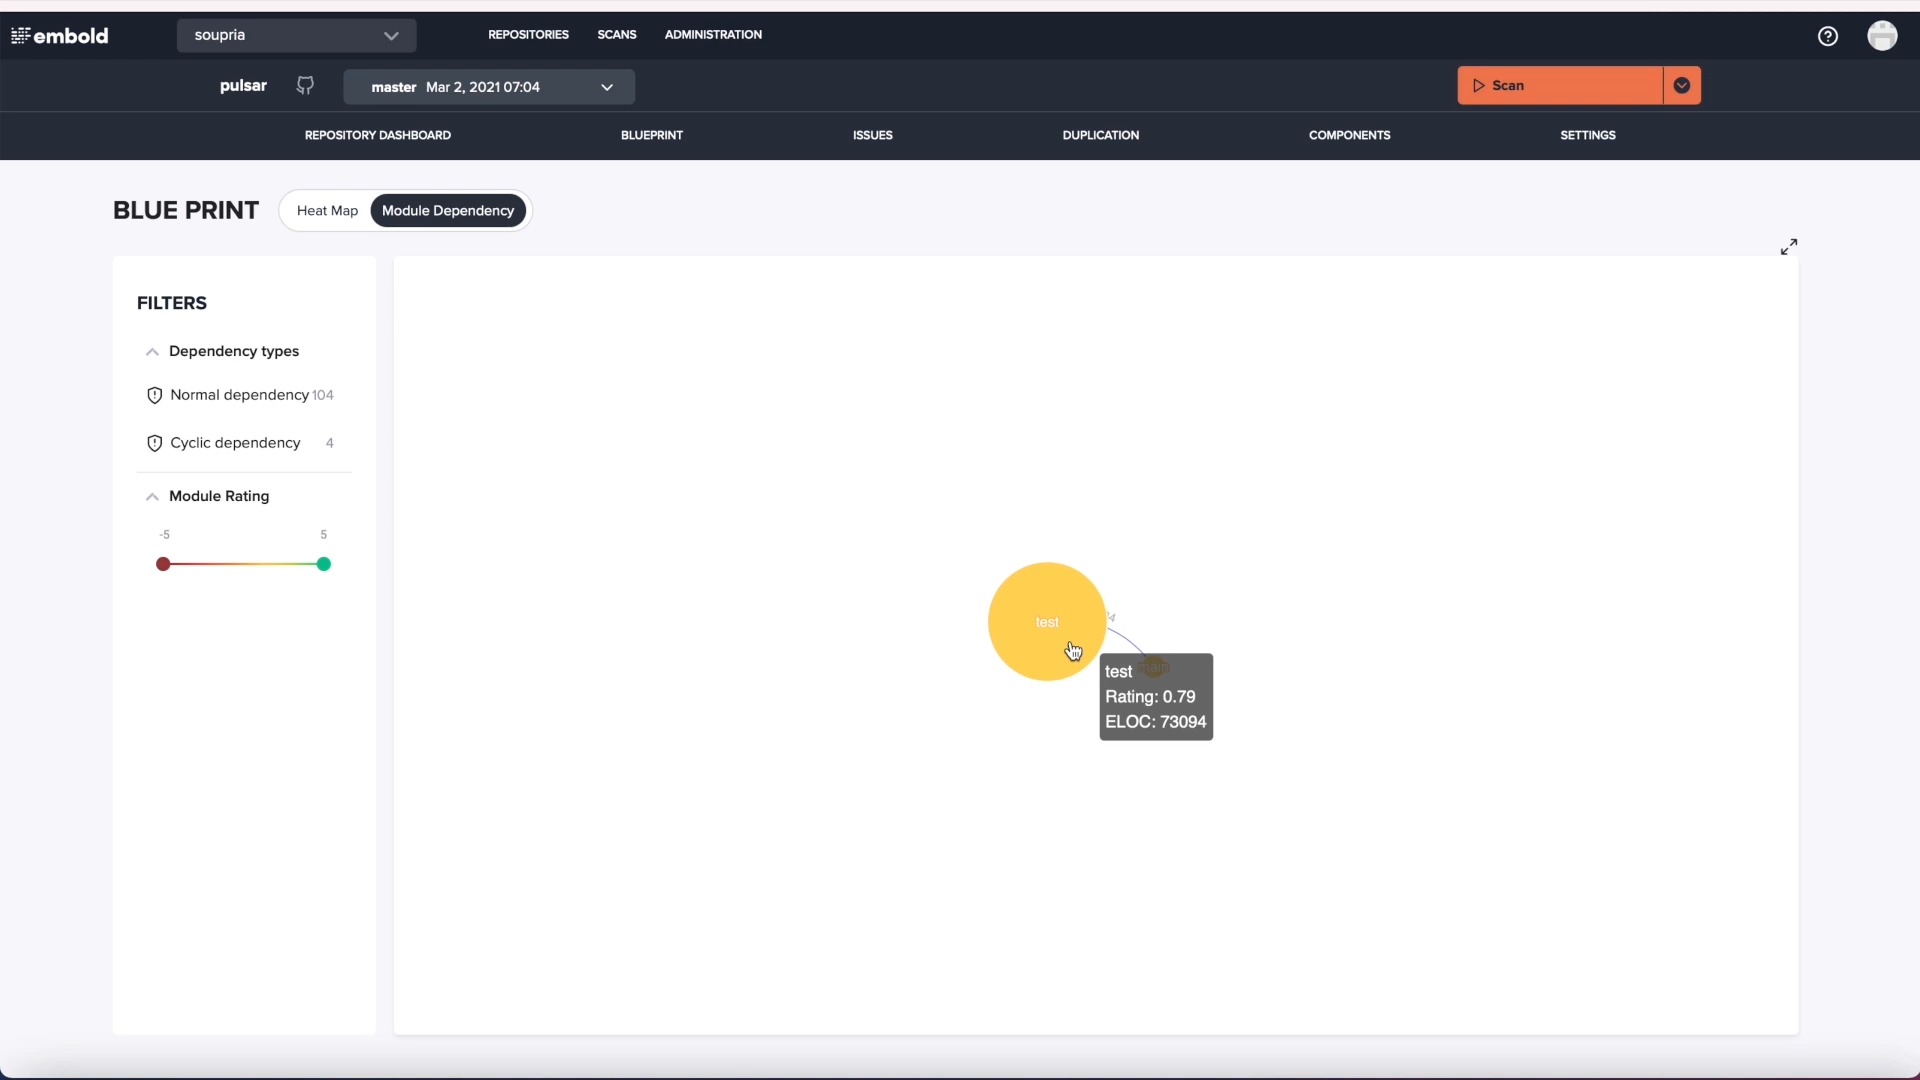 embold
soupria
REPOSITORIES
SCANS
ADMINISTRATION
pulsar
master Mar 2, 2021 07:04
Scan
REPOSITORY DASHBOARD
BLUEPRINT
ISSUES
DUPLICATION
COMPONENTS
SETTINGS
BLUE PRINT
Heat Map
Module Dependency
FILTERS
Dependency types
Normal dependency 104
Cyclic dependency 4
Module Rating
-5
5
test
main
test
Rating: 0.79
ELOC: 73094